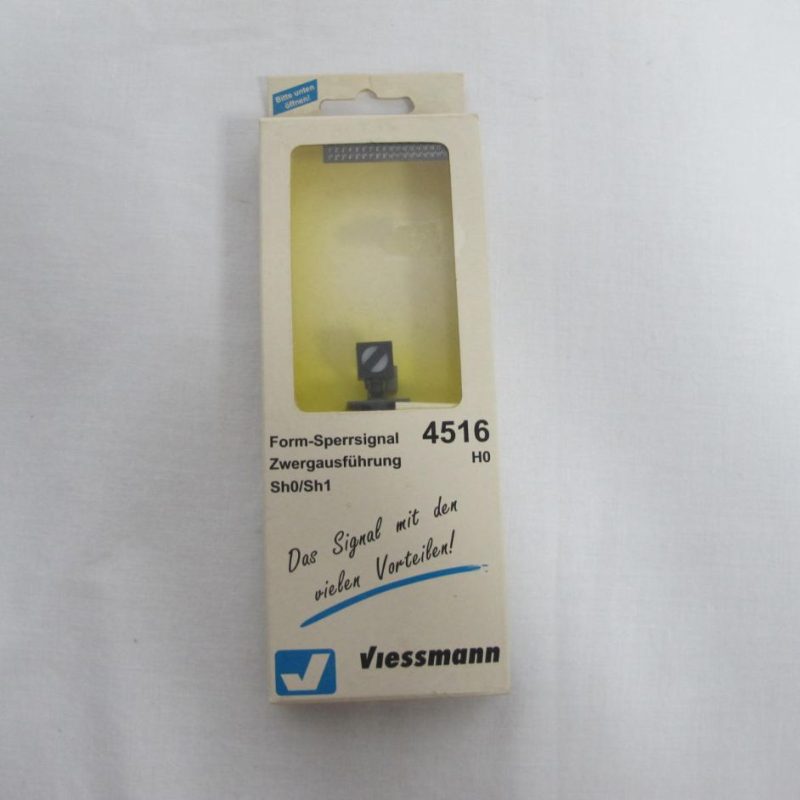 Bitte unten
öffnen!
Form-Sperrsignal 4516
Zwergausführung H0
Sh0/Sh1
Das Signal mit den
vielen Vorteilen!
Viessmann